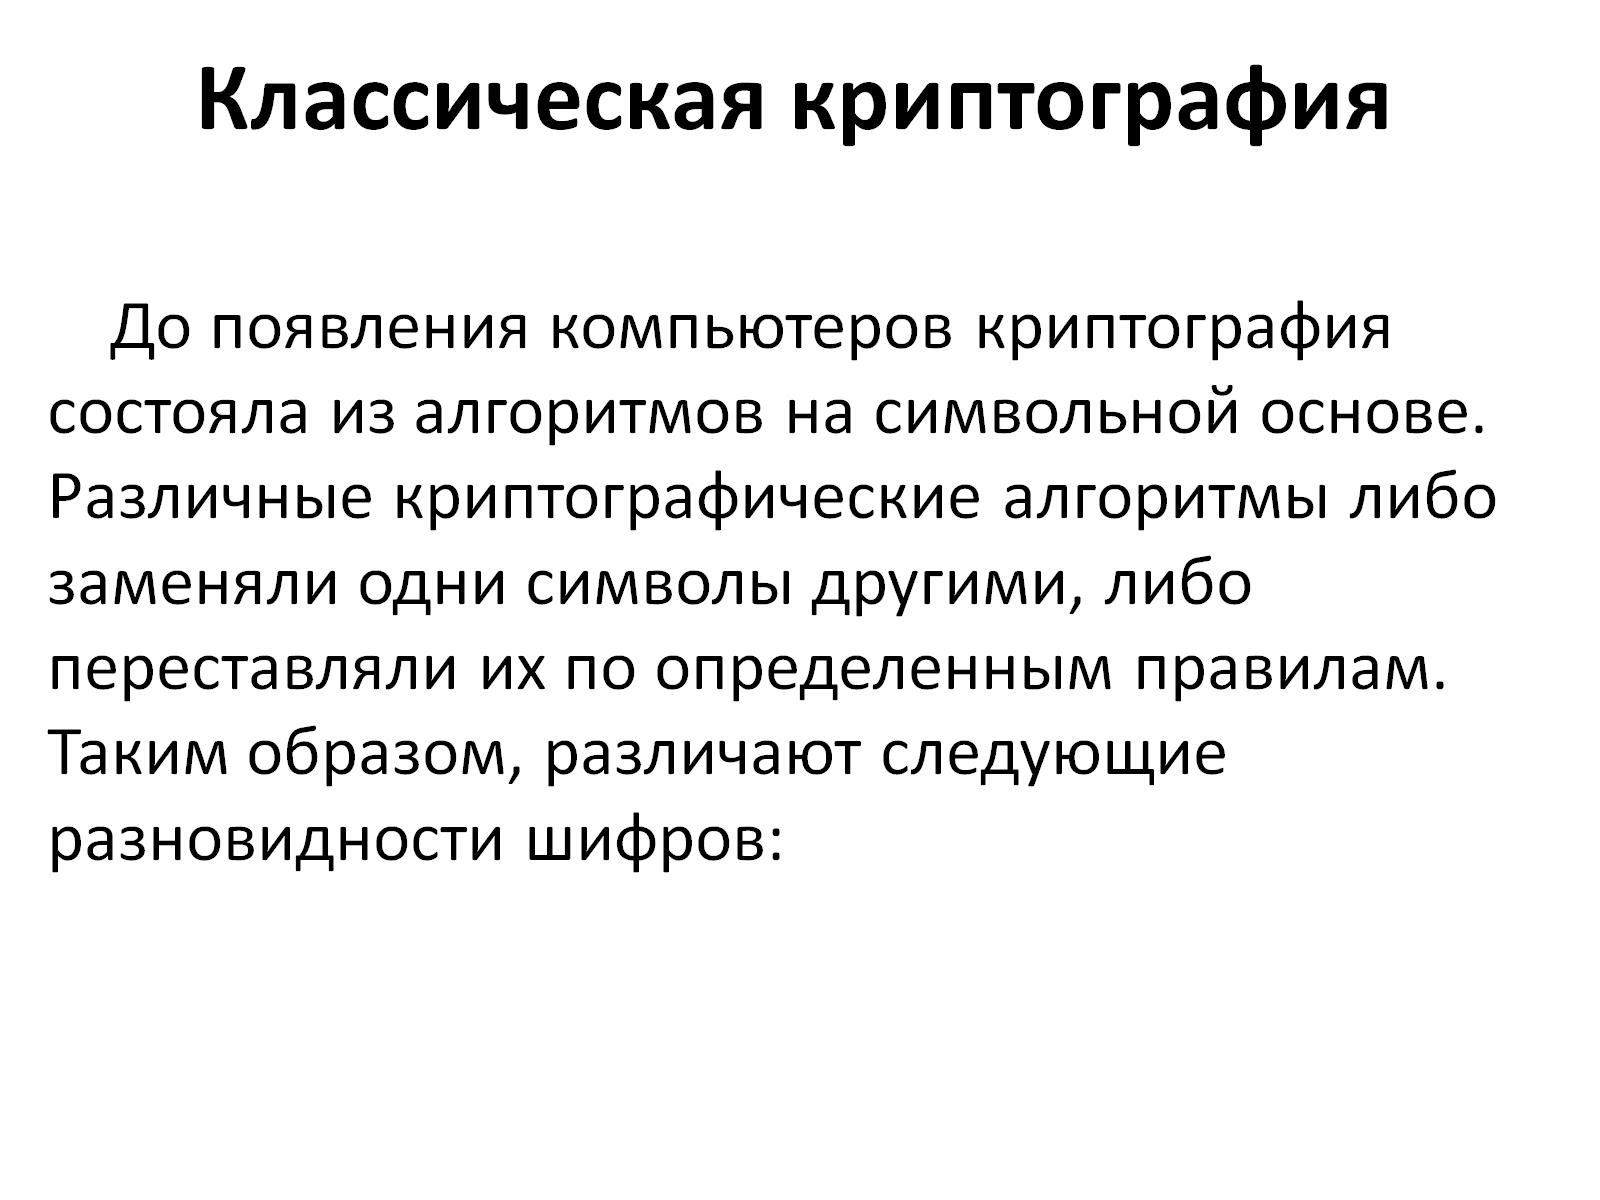 Классическая криптография
До появления компьютеров криптография
состояла из алгоритмов на символьной основе.
Различные криптографические алгоритмы либо
заменяли одни символы другими, либо
переставляли их по определенным правилам.
Таким образом, различают следующие
разновидности шифров: